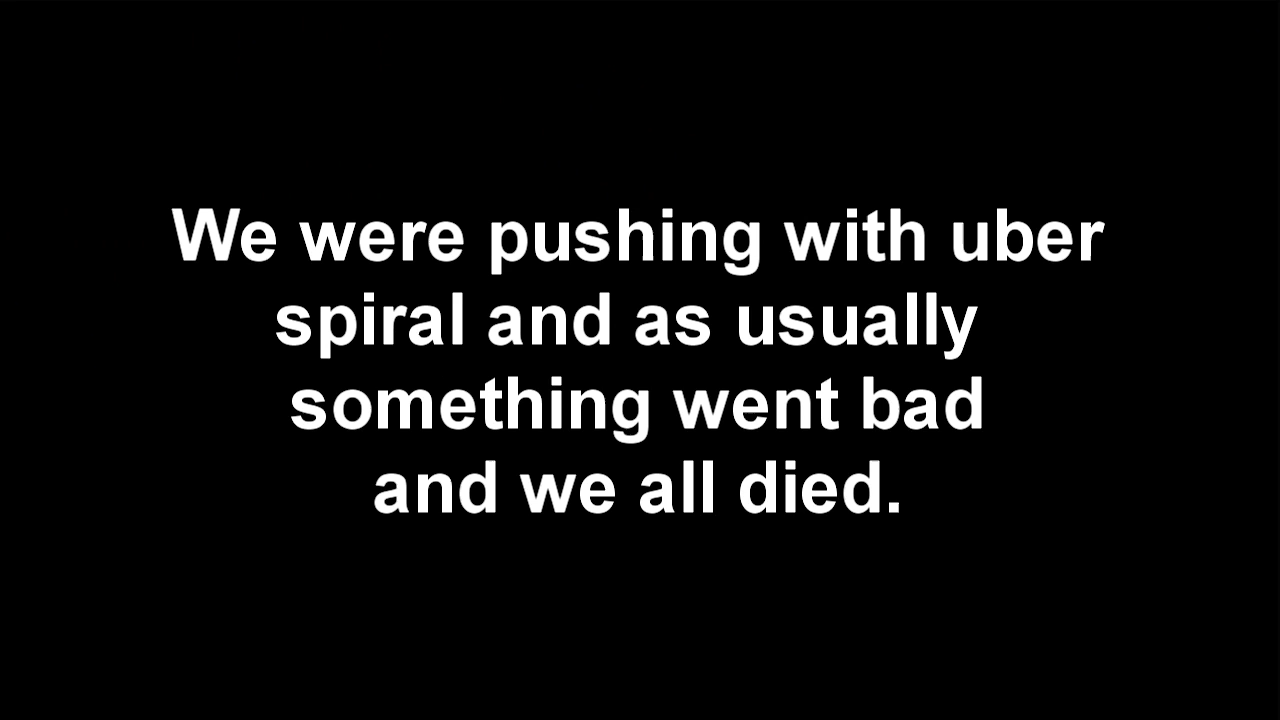 We were pushing with uber
spiral and as usually
something went bad
and we all died.